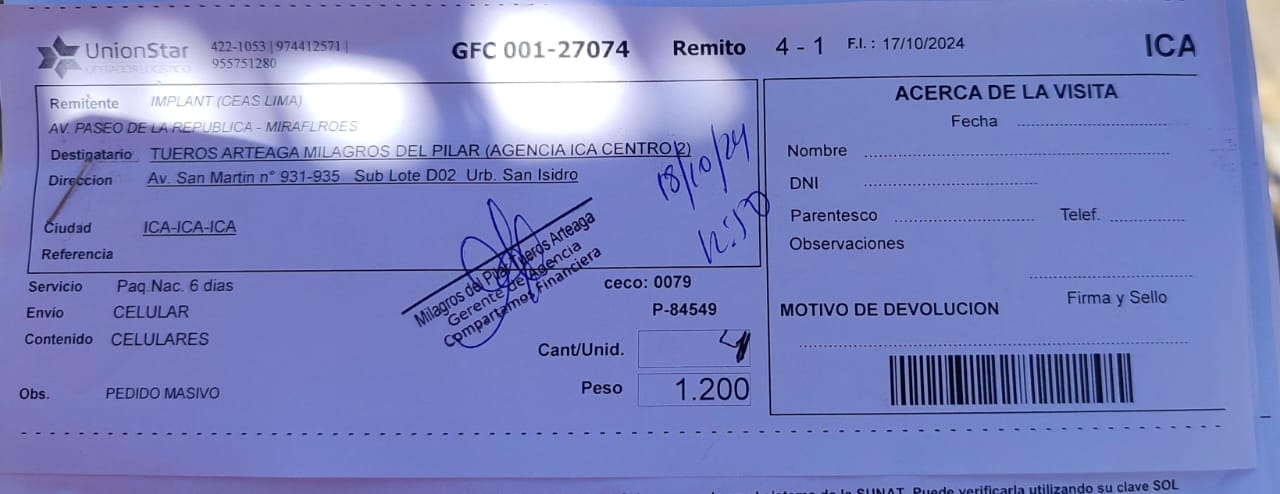 UnionStar
OPERADOR LOGISTICO
422-1053 | 974412571 |
955751280
GFC 001-27074
Remito 4 - 1
F.I. : 17/10/2024
ICA
Remitente IMPLANT (CEAS LIMA)
AV. PASEO DE LA REPUBLICA - MIRAFLROES
Destinatario TUEROS ARTEAGA MILAGROS DEL PILAR (AGENCIA ICA CENTRO 2)
Direccion Av. San Martin n° 931-935 Sub Lote D02 Urb. San Isidro
Ciudad ICA-ICA-ICA
Referencia
18/10/24
12:50
Milagros del Pilar Tueros Arteaga
Gerente de Agencia
Compartamos Financiera
Servicio Paq.Nac. 6 dias
Envío CELULAR
Contenido CELULARES
Obs. PEDIDO MASIVO
ceco: 0079
P-84549
Cant/Unid. 4
Peso 1.200
ACERCA DE LA VISITA
Fecha
Nombre
DNI
Parentesco Telef.
Observaciones
Firma y Sello
MOTIVO DE DEVOLUCION
de la SUNAT. Puede verificarla utilizando su clave SOL